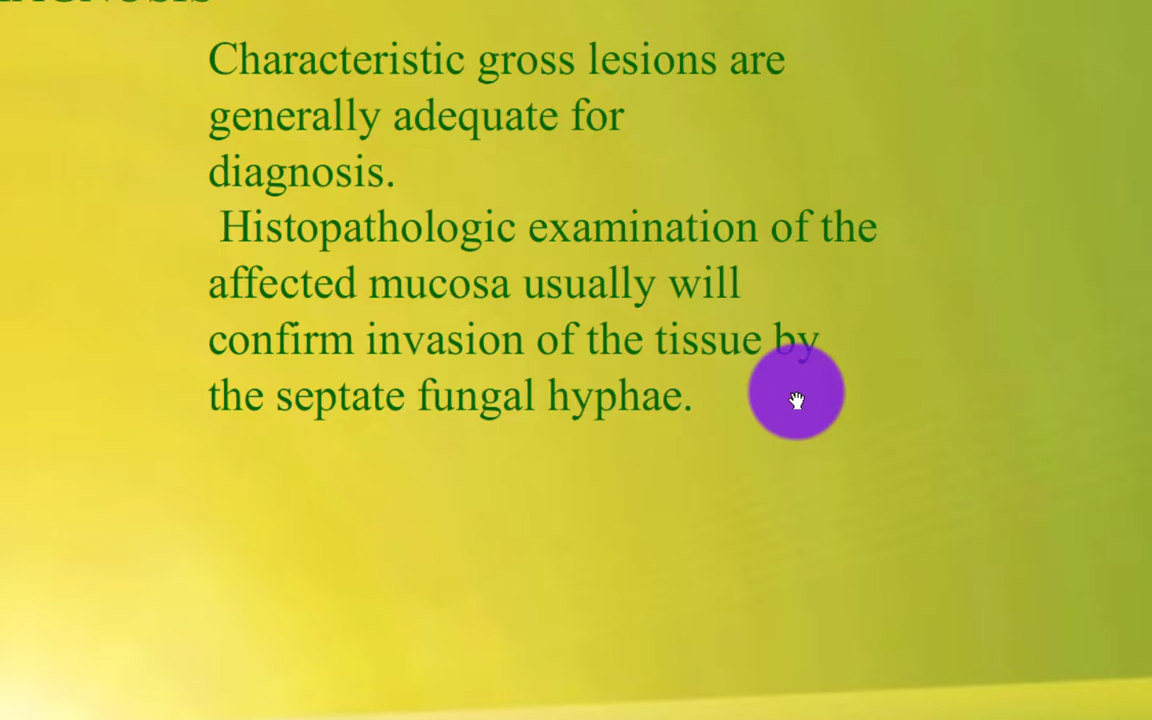 DIAGNOSIS
Characteristic gross lesions are
generally adequate for
diagnosis.
Histopathologic examination of the
affected mucosa usually will
confirm invasion of the tissue by
the septate fungal hyphae.